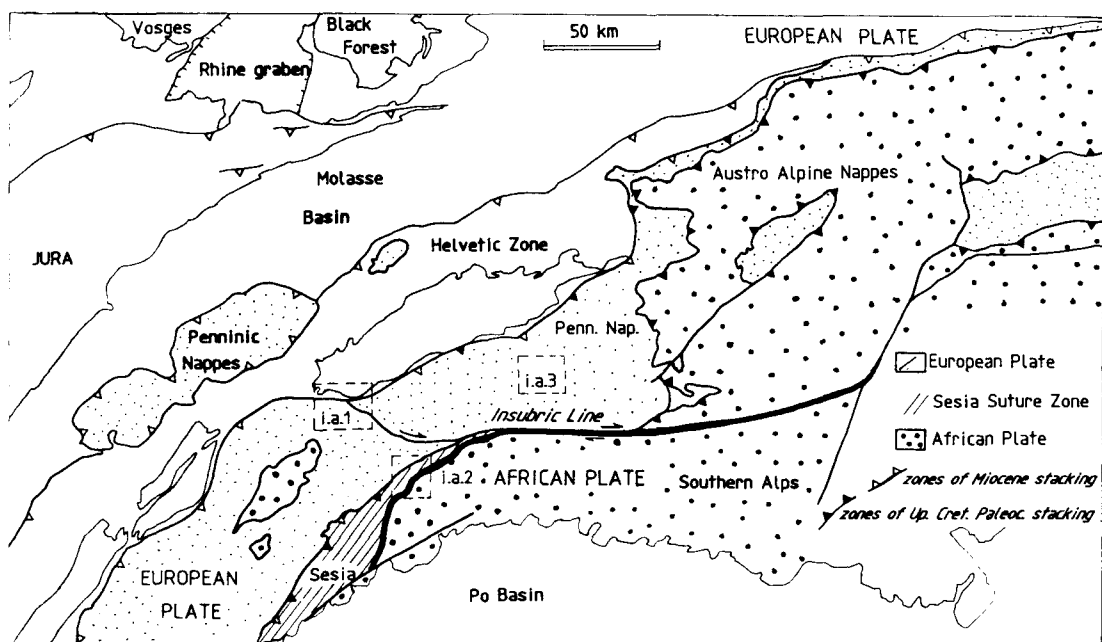 Vosges
Black
Forest
50 km
EUROPEAN PLATE
Rhine graben
Molasse
Basin
Austro Alpine Nappes
JURA
Helvetic Zone
Penninic
Nappes
Penn. Nap.
i.a.3
i.a.1
Insubric Line
i.a.2
AFRICAN PLATE
Southern Alps
EUROPEAN
PLATE
Sesia
Po Basin
European Plate
Sesia Suture Zone
African Plate
zones of Miocene stacking
zones of Up. Cret. Paleoc. stacking